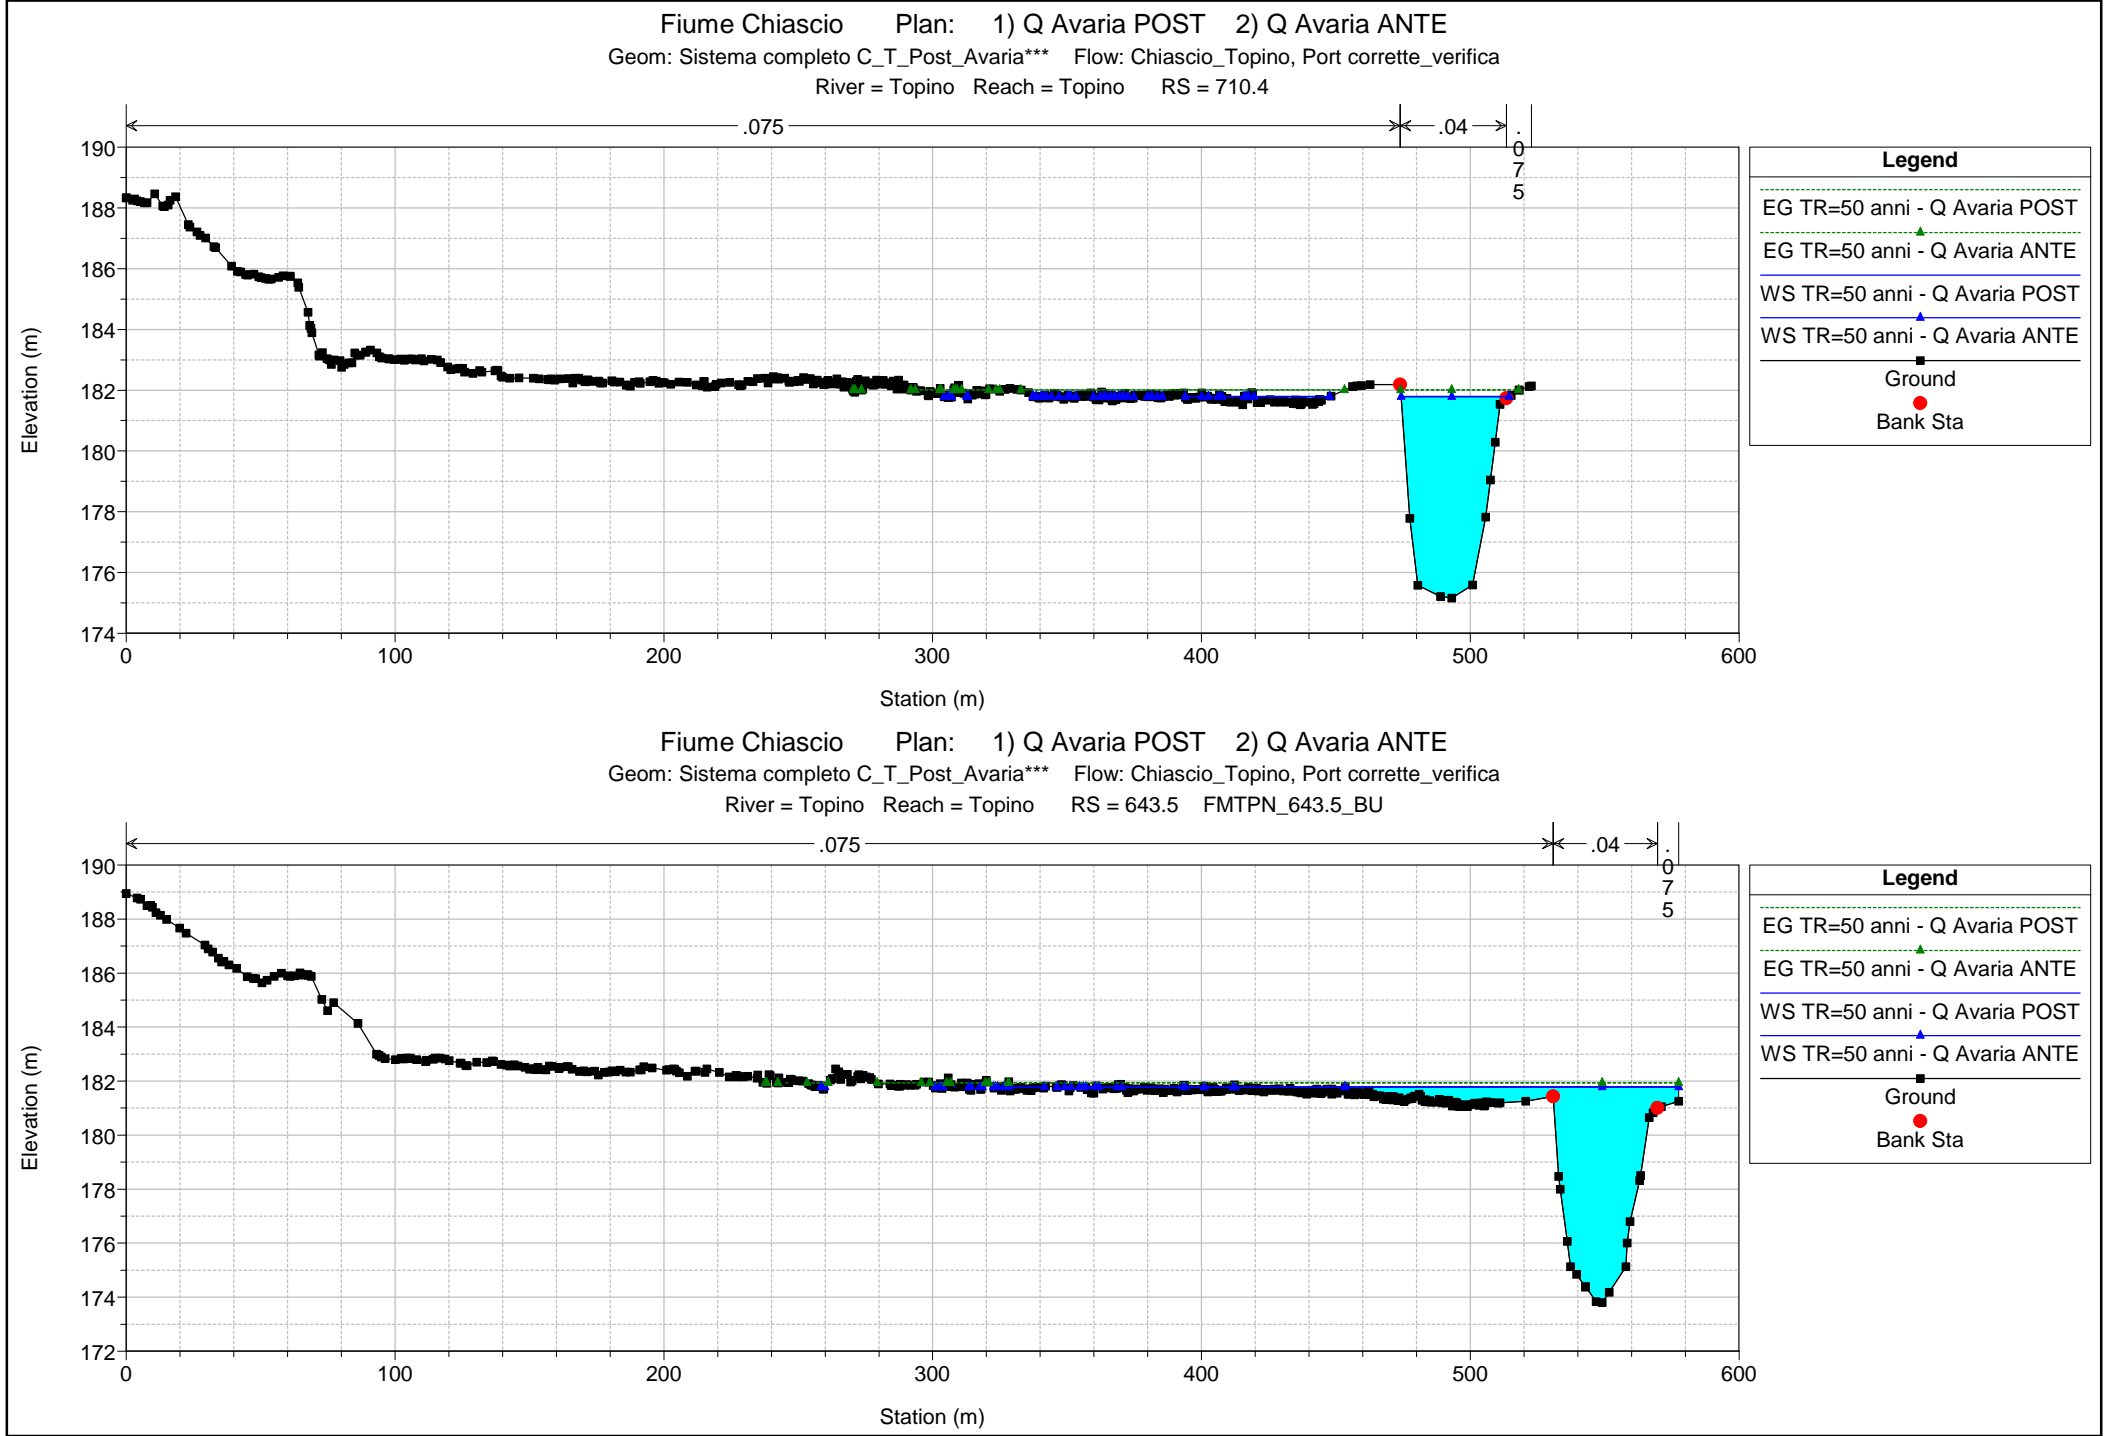 Fiume Chiascio Plan: 1) Q Avaria POST 2) Q Avaria ANTE
Geom: Sistema completo C_T_Post_Avaria*** Flow: Chiascio_Topino, Port corrette_verifica
River = Topino Reach = Topino RS = 710.4
.075
.04
.075
190
188
186
184
182
180
178
176
174
Elevation (m)
0 100 200 300 400 500 600
Station (m)
Legend
EG TR=50 anni - Q Avaria POST
EG TR=50 anni - Q Avaria ANTE
WS TR=50 anni - Q Avaria POST
WS TR=50 anni - Q Avaria ANTE
Ground
Bank Sta
Fiume Chiascio Plan: 1) Q Avaria POST 2) Q Avaria ANTE
Geom: Sistema completo C_T_Post_Avaria*** Flow: Chiascio_Topino, Port corrette_verifica
River = Topino Reach = Topino RS = 643.5 FMTPN_643.5_BU
.075
.04
.075
190
188
186
184
182
180
178
176
174
172
Elevation (m)
0 100 200 300 400 500 600
Station (m)
Legend
EG TR=50 anni - Q Avaria POST
EG TR=50 anni - Q Avaria ANTE
WS TR=50 anni - Q Avaria POST
WS TR=50 anni - Q Avaria ANTE
Ground
Bank Sta